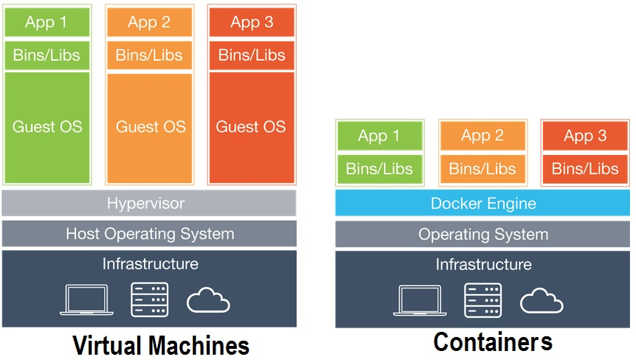 App 1 App 2 App 3
Bins/Libs Bins/Libs Bins/Libs
Guest OS Guest OS Guest OS
Hypervisor
Host Operating System
Infrastructure
Virtual Machines
App 1 App 2 App 3
Bins/Libs Bins/Libs Bins/Libs
Docker Engine
Operating System
Infrastructure
Containers